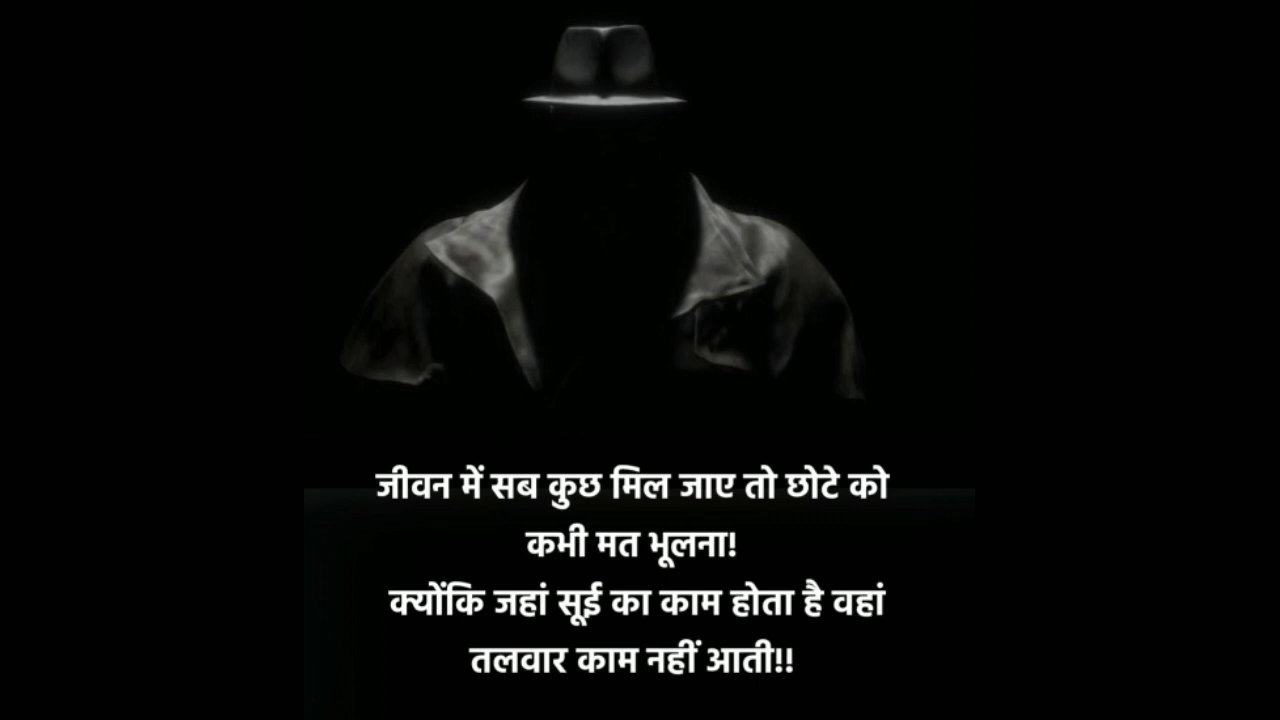 जीवन में सब कुछ मिल जाए तो छोटे को
कभी मत भूलना!
क्योंकि जहां सूई का काम होता है वहां
तलवार काम नहीं आती!!